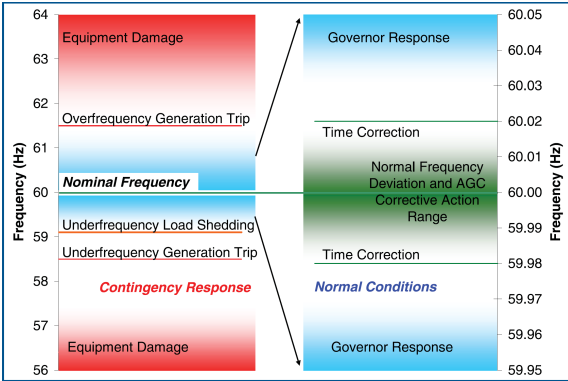 64
63
62
61
60
59
58
57
56
Frequency (Hz)
Equipment Damage
Overfrequency Generation Trip
Nominal Frequency
Underfrequency Load Shedding
Underfrequency Generation Trip
Contingency Response
Equipment Damage
Governor Response
Time Correction
Normal Frequency
Deviation and AGC
Corrective Action
Range
Time Correction
Normal Conditions
Governor Response
60.05
60.04
60.03
60.02
60.01
60.00
59.99
59.98
59.97
59.96
59.95
Frequency (Hz)